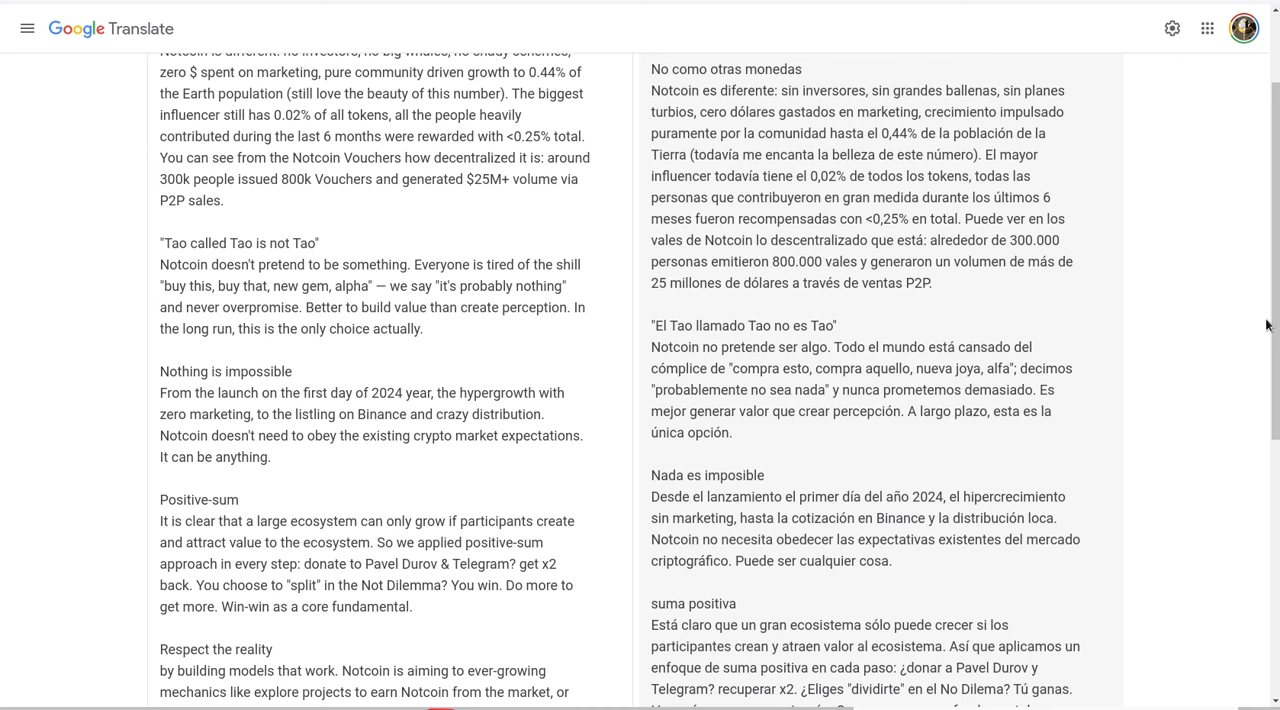 Google Translate
Notcoin is different: no investors, no big whales, no shady schemes,
zero $ spent on marketing, pure community driven growth to 0.44% of
the Earth population (still love the beauty of this number). The biggest
influencer still has 0.02% of all tokens, all the people heavily
contributed during the last 6 months were rewarded with <0.25% total.
You can see from the Notcoin Vouchers how decentralized it is: around
300k people issued 800k Vouchers and generated $25M+ volume via
P2P sales.
"Tao called Tao is not Tao"
Notcoin doesn't pretend to be something. Everyone is tired of the shill
"buy this, buy that, new gem, alpha" — we say "it's probably nothing"
and never overpromise. Better to build value than create perception. In
the long run, this is the only choice actually.
Nothing is impossible
From the launch on the first day of 2024 year, the hypergrowth with
zero marketing, to the listling on Binance and crazy distribution.
Notcoin doesn't need to obey the existing crypto market expectations.
It can be anything.
Positive-sum
It is clear that a large ecosystem can only grow if participants create
and attract value to the ecosystem. So we applied positive-sum
approach in every step: donate to Pavel Durov & Telegram? get x2
back. You choose to "split" in the Not Dilemma? You win. Do more to
get more. Win-win as a core fundamental.
Respect the reality
by building models that work. Notcoin is aiming to ever-growing
mechanics like explore projects to earn Notcoin from the market, or
No como otras monedas
Notcoin es diferente: sin inversores, sin grandes ballenas, sin planes
turbios, cero dólares gastados en marketing, crecimiento impulsado
puramente por la comunidad hasta el 0,44% de la población de la
Tierra (todavía me encanta la belleza de este número). El mayor
influencer todavía tiene el 0,02% de todos los tokens, todas las
personas que contribuyeron en gran medida durante los últimos 6
meses fueron recompensadas con <0,25% en total. Puede ver en los
vales de Notcoin lo descentralizado que está: alrededor de 300.000
personas emitieron 800.000 vales y generaron un volumen de más de
25 millones de dólares a través de ventas P2P.
"El Tao llamado Tao no es Tao"
Notcoin no pretende ser algo. Todo el mundo está cansado del
cómplice de "compra esto, compra aquello, nueva joya, alfa"; decimos
"probablemente no sea nada" y nunca prometemos demasiado. Es
mejor generar valor que crear percepción. A largo plazo, esta es la
única opción.
Nada es imposible
Desde el lanzamiento el primer día del año 2024, el hipercrecimiento
sin marketing, hasta la cotización en Binance y la distribución loca.
Notcoin no necesita obedecer las expectativas existentes del mercado
criptográfico. Puede ser cualquier cosa.
suma positiva
Está claro que un gran ecosistema sólo puede crecer si los
participantes crean y atraen valor al ecosistema. Así que aplicamos un
enfoque de suma positiva en cada paso: ¿donar a Pavel Durov y
Telegram? recuperar x2. ¿Eliges "dividirte" en el No Dilema? Tú ganas.